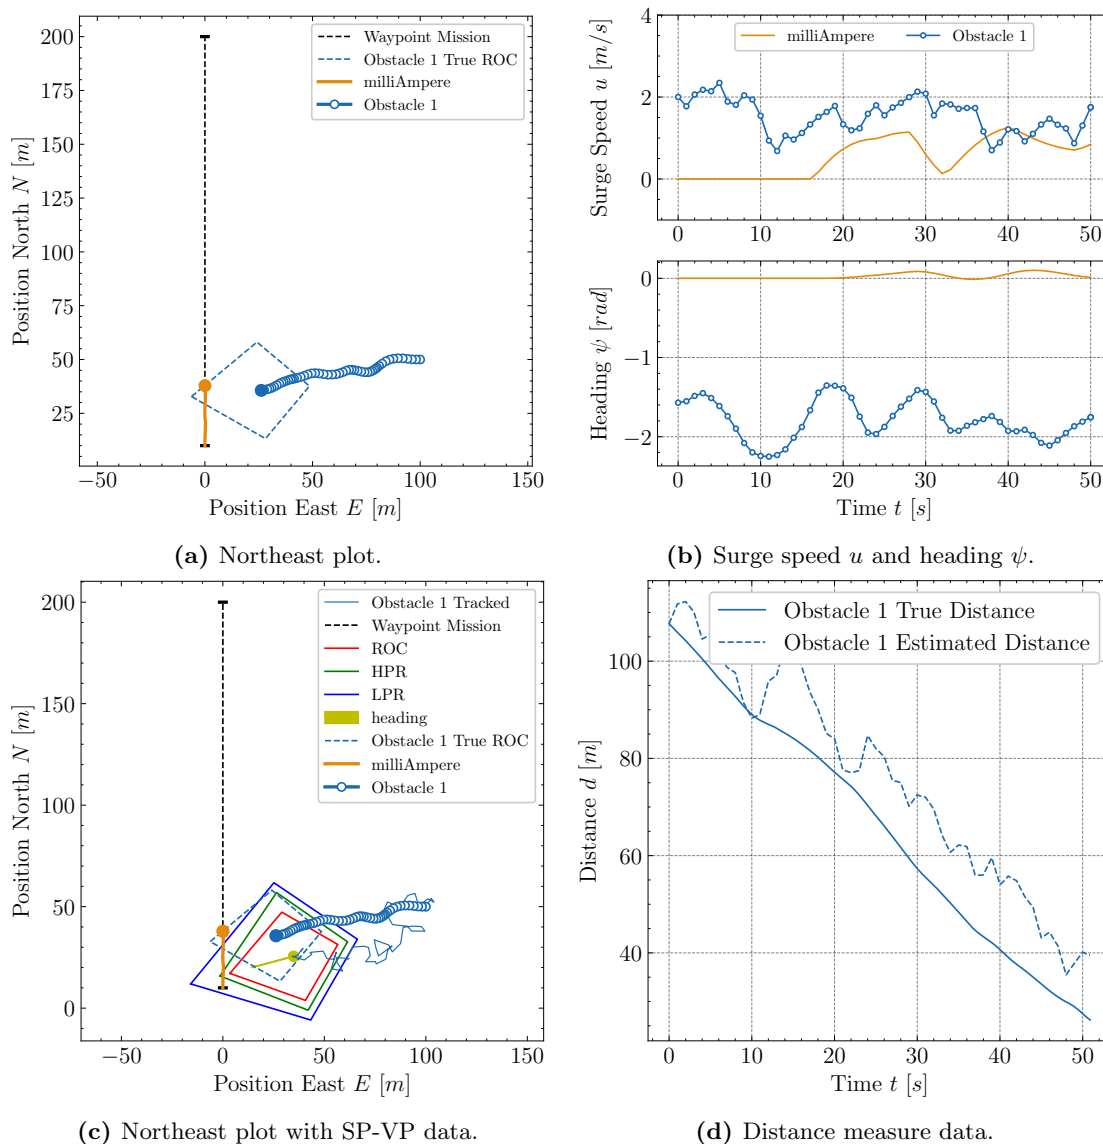 200
175
150
125
100
75
50
25
Position North N [m]
−50
0
50
100
150
Position East E [m]
Waypoint Mission
Obstacle 1 True ROC
milliAmpere
Obstacle 1
(a) Northeast plot.
4
2
0
Surge Speed u [m/s]
milliAmpere
Obstacle 1
0
10
20
30
40
50
0
−1
−2
Heading ψ [rad]
0
10
20
30
40
50
Time t [s]
(b) Surge speed u and heading ψ.
200
150
100
50
0
Position North N [m]
−50
0
50
100
150
Position East E [m]
Obstacle 1 Tracked
Waypoint Mission
ROC
HPR
LPR
heading
Obstacle 1 True ROC
milliAmpere
Obstacle 1
(c) Northeast plot with SP-VP data.
100
80
60
40
Distance d [m]
0
10
20
30
40
50
Time t [s]
Obstacle 1 True Distance
Obstacle 1 Estimated Distance
(d) Distance measure data.